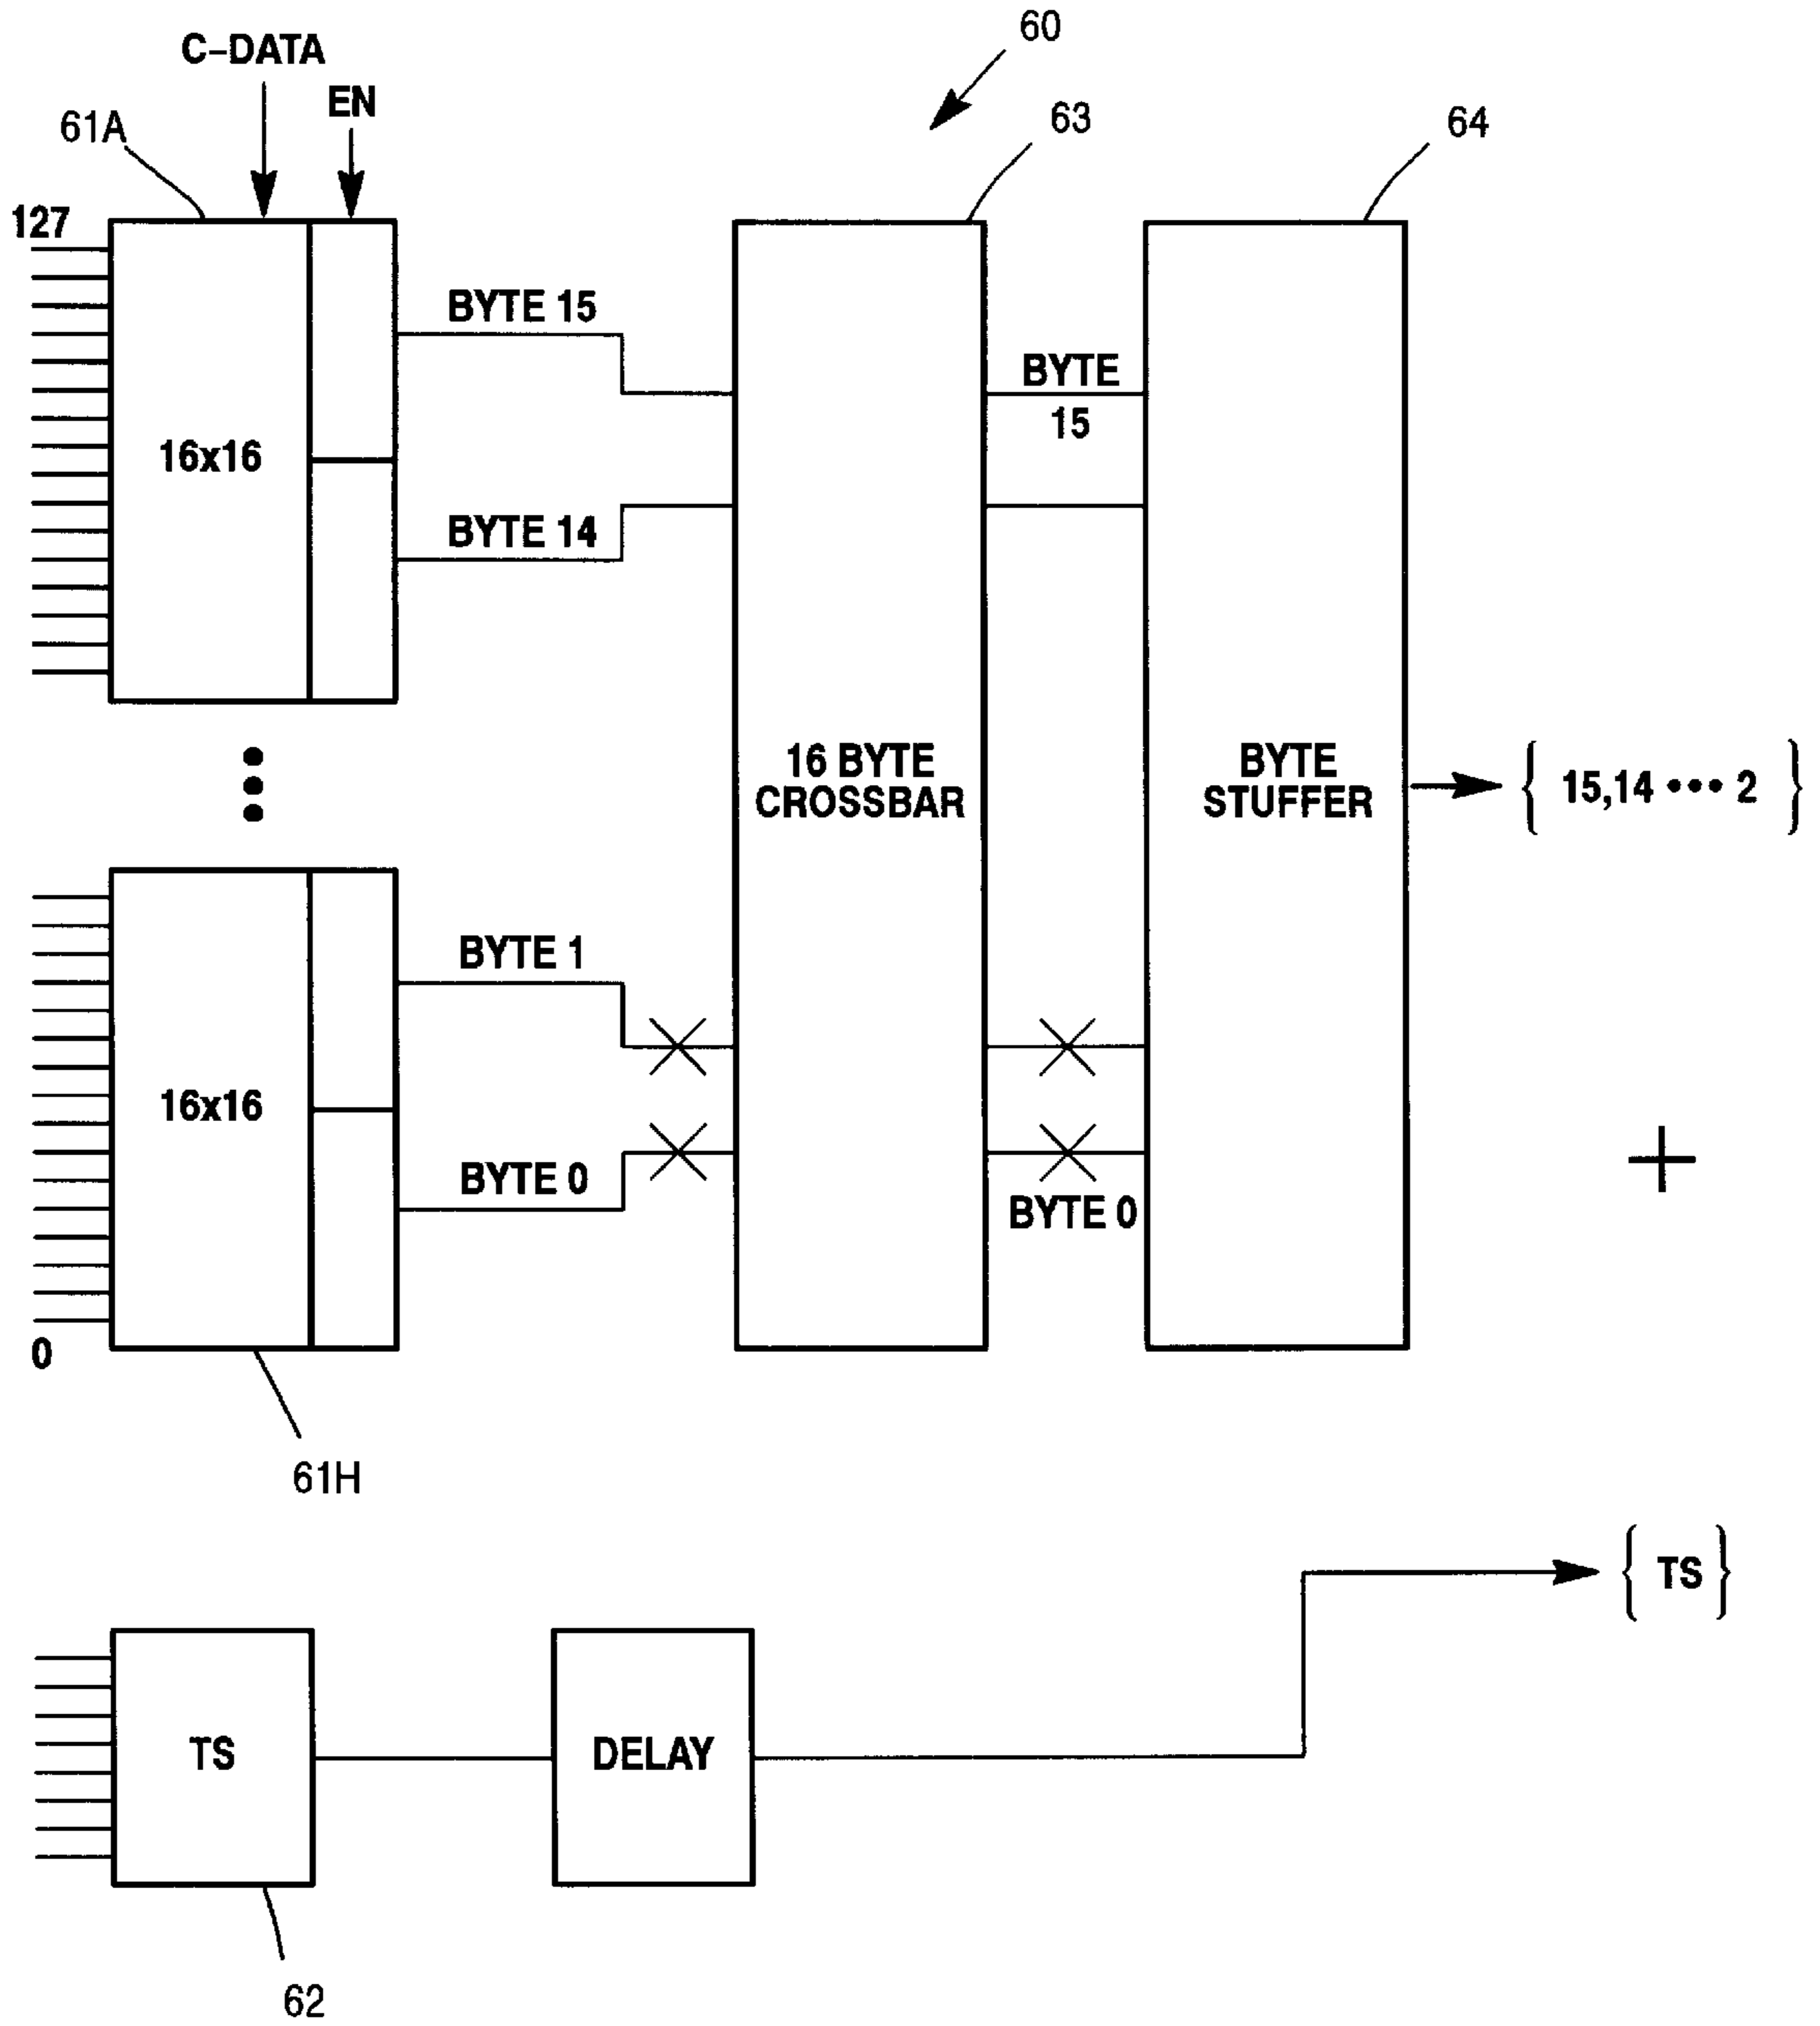 60
C-DATA
EN
61A
63
64
127
BYTE 15
BYTE
15
16x16
BYTE 14
16 BYTE
CROSSBAR
BYTE
STUFFER
{ 15,14 ••• 2 }
BYTE 1
16x16
BYTE 0
BYTE 0
+
0
61H
{ TS }
TS
DELAY
62